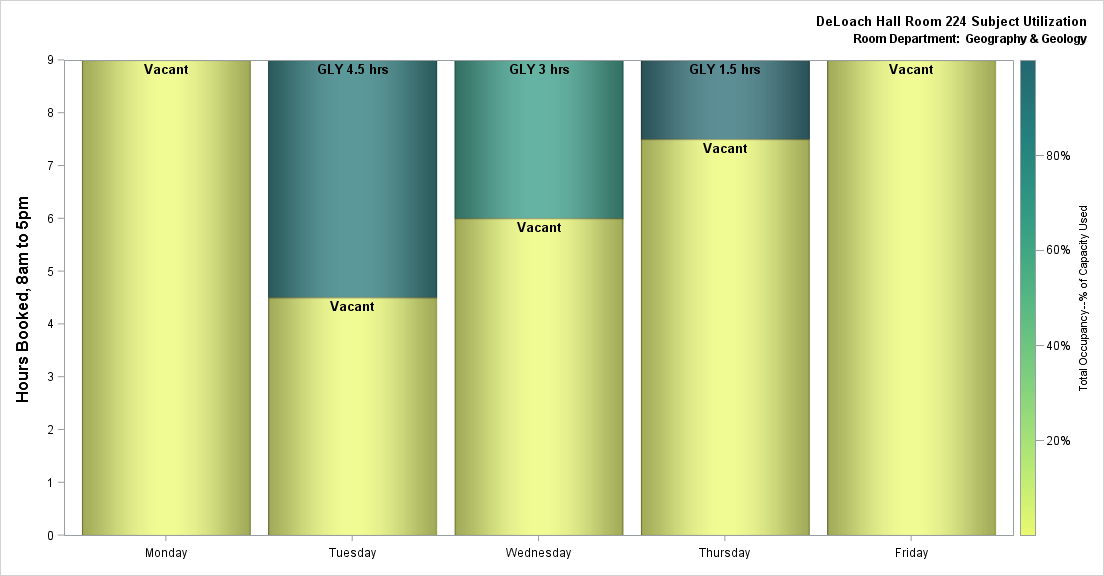 DeLoach Hall Room 224 Subject Utilization
Room Department: Geography & Geology
Hours Booked, 8am to 5pm
9
8
7
6
5
4
3
2
1
0
Vacant
GLY 4.5 hrs
Vacant
GLY 3 hrs
Vacant
GLY 1.5 hrs
Vacant
Vacant
Monday
Tuesday
Wednesday
Thursday
Friday
80%
60%
40%
20%
Total Occupancy--% of Capacity Used